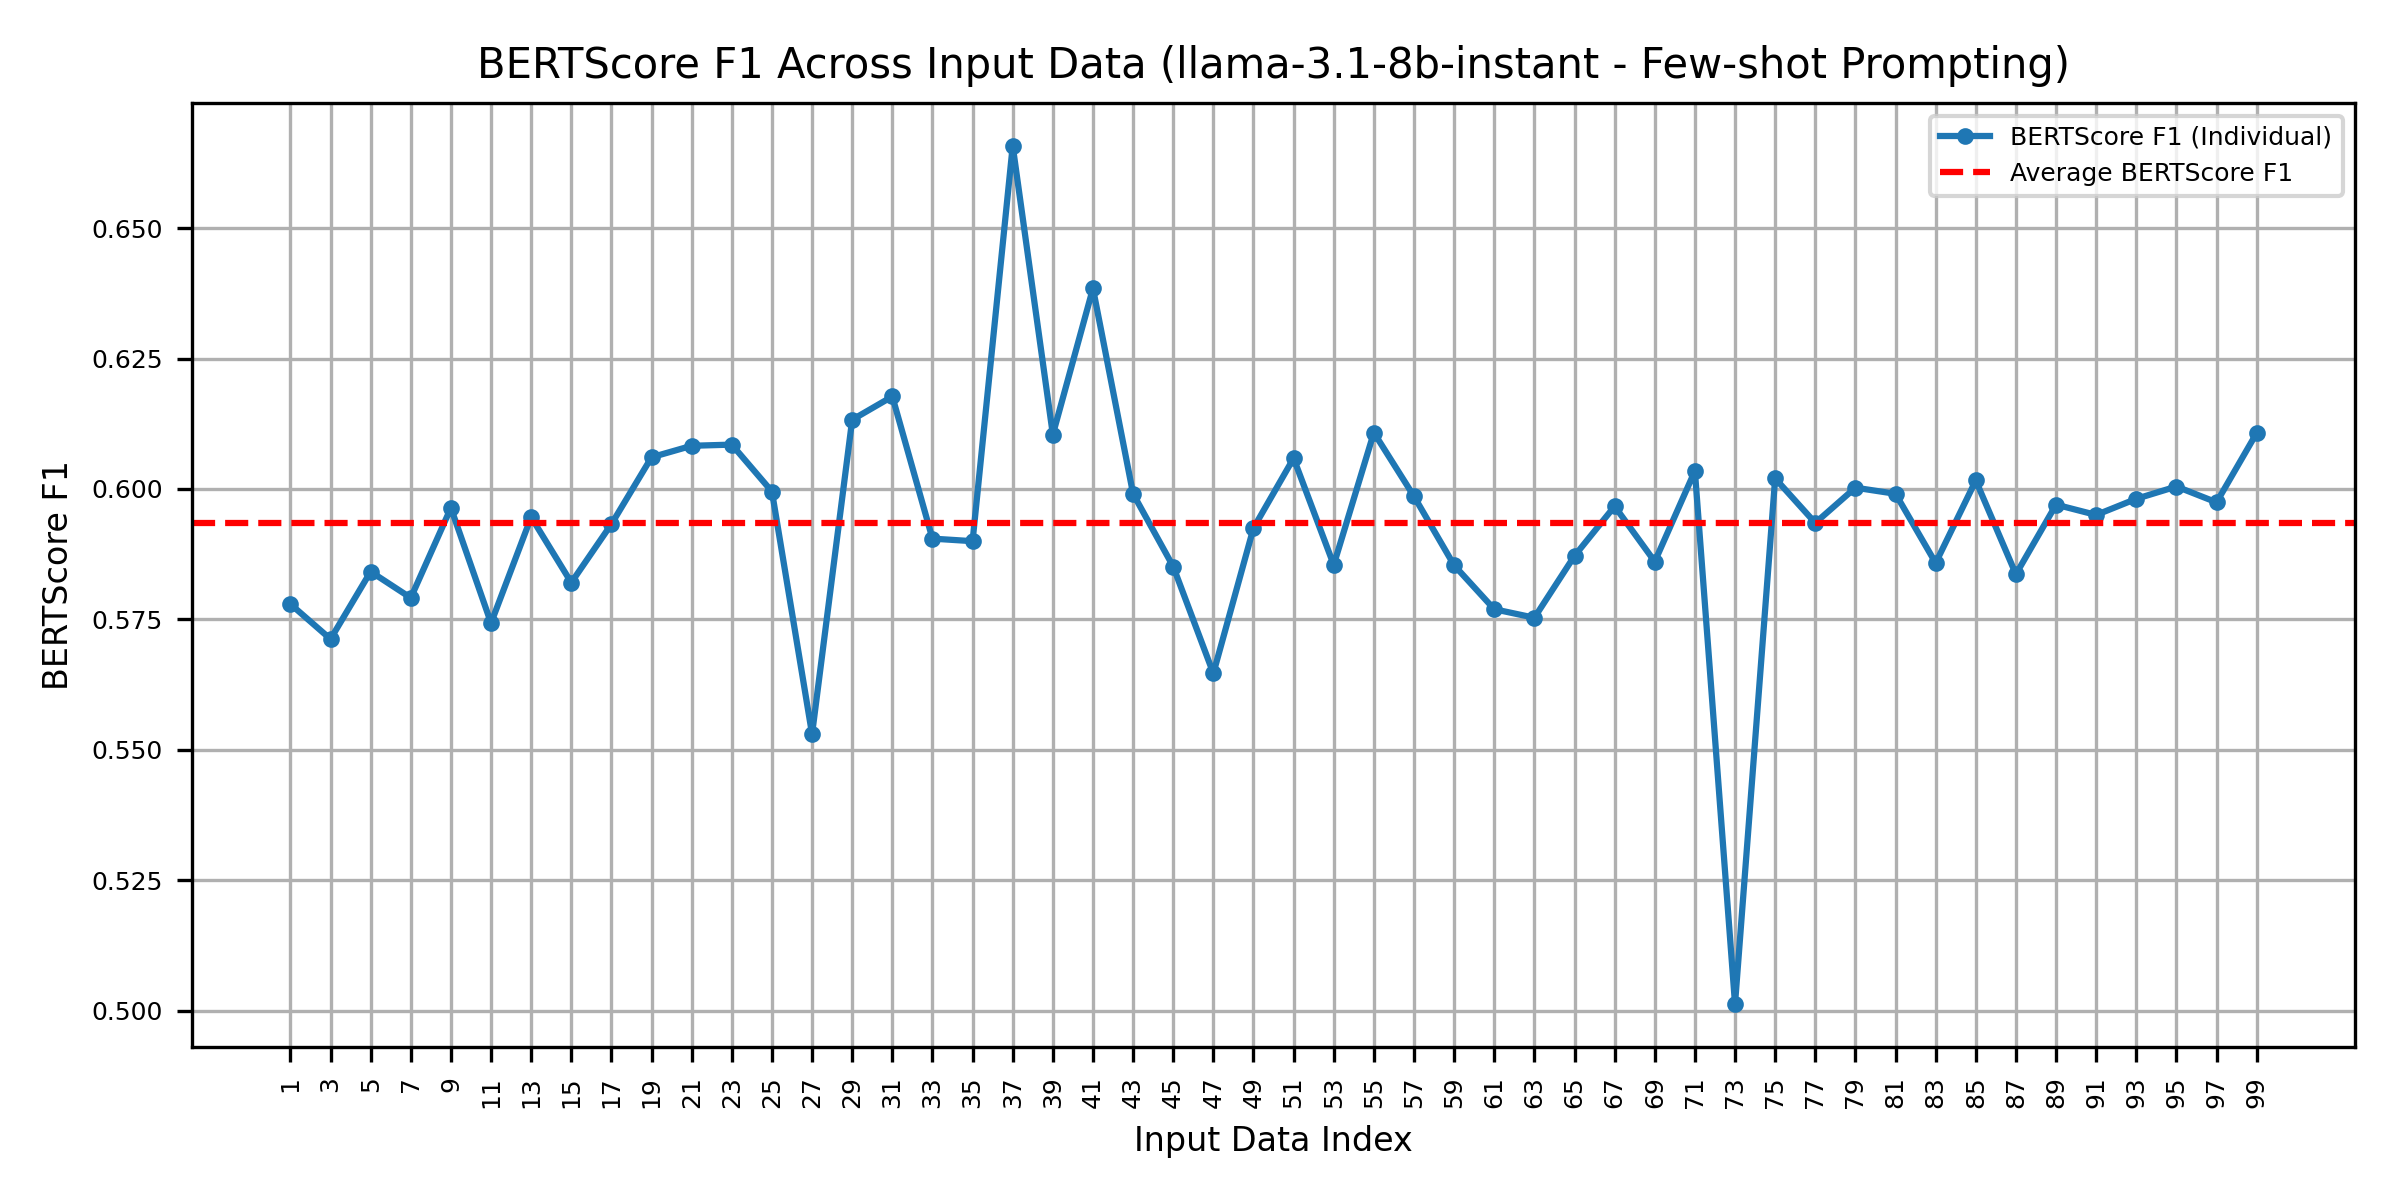 BERTScore F1 Across Input Data (llama-3.1-8b-instant - Few-shot Prompting)
BERTScore F1 (Individual)
Average BERTScore F1
0.650
0.625
0.600
0.575
0.550
0.525
0.500
BERTScore F1
1 3 5 7 9 11 13 15 17 19 21 23 25 27 29 31 33 35 37 39 41 43 45 47 49 51 53 55 57 59 61 63 65 67 69 71 73 75 77 79 81 83 85 87 89 91 93 95 97 99
Input Data Index